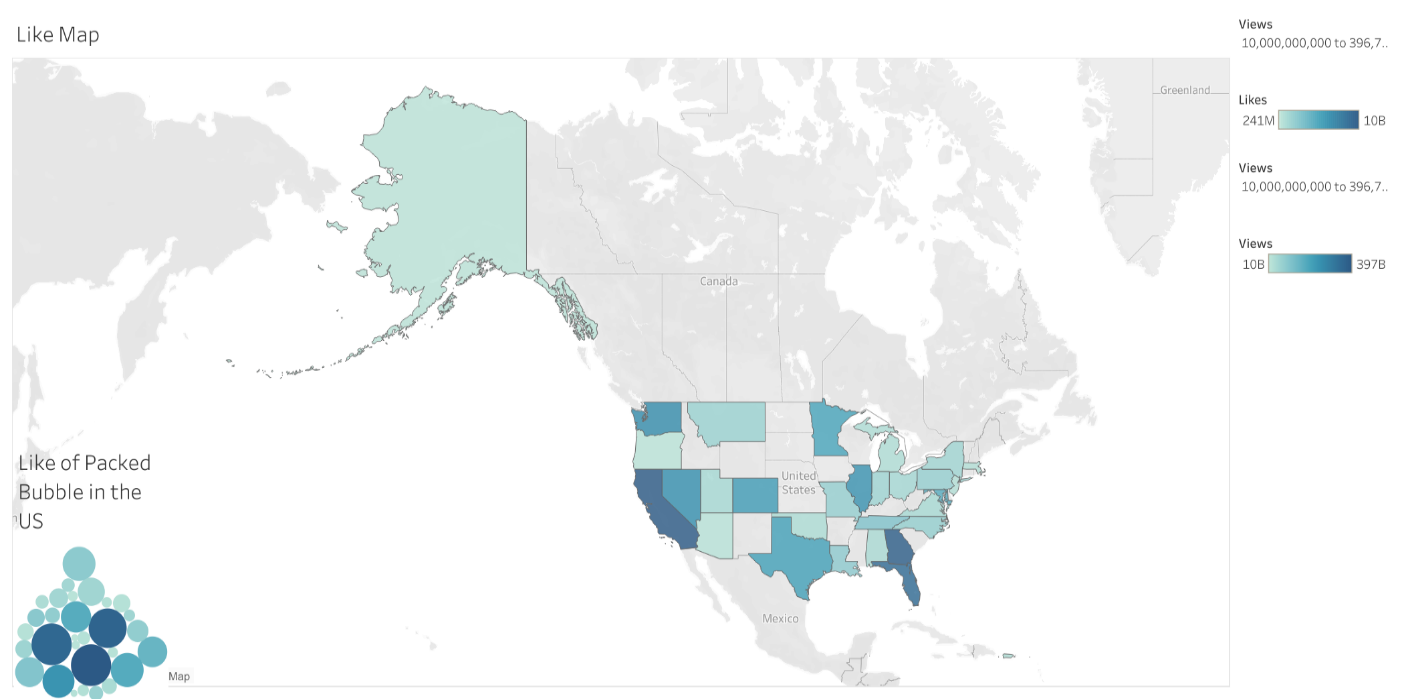 Like Map
Views
10,000,000,000 to 396,7..
Greenland
Likes
241M 10B
Views
10,000,000,000 to 396,7..
Views
10B 397B
Canada
United
States
Mexico
Like of Packed
Bubble in the
US
Map